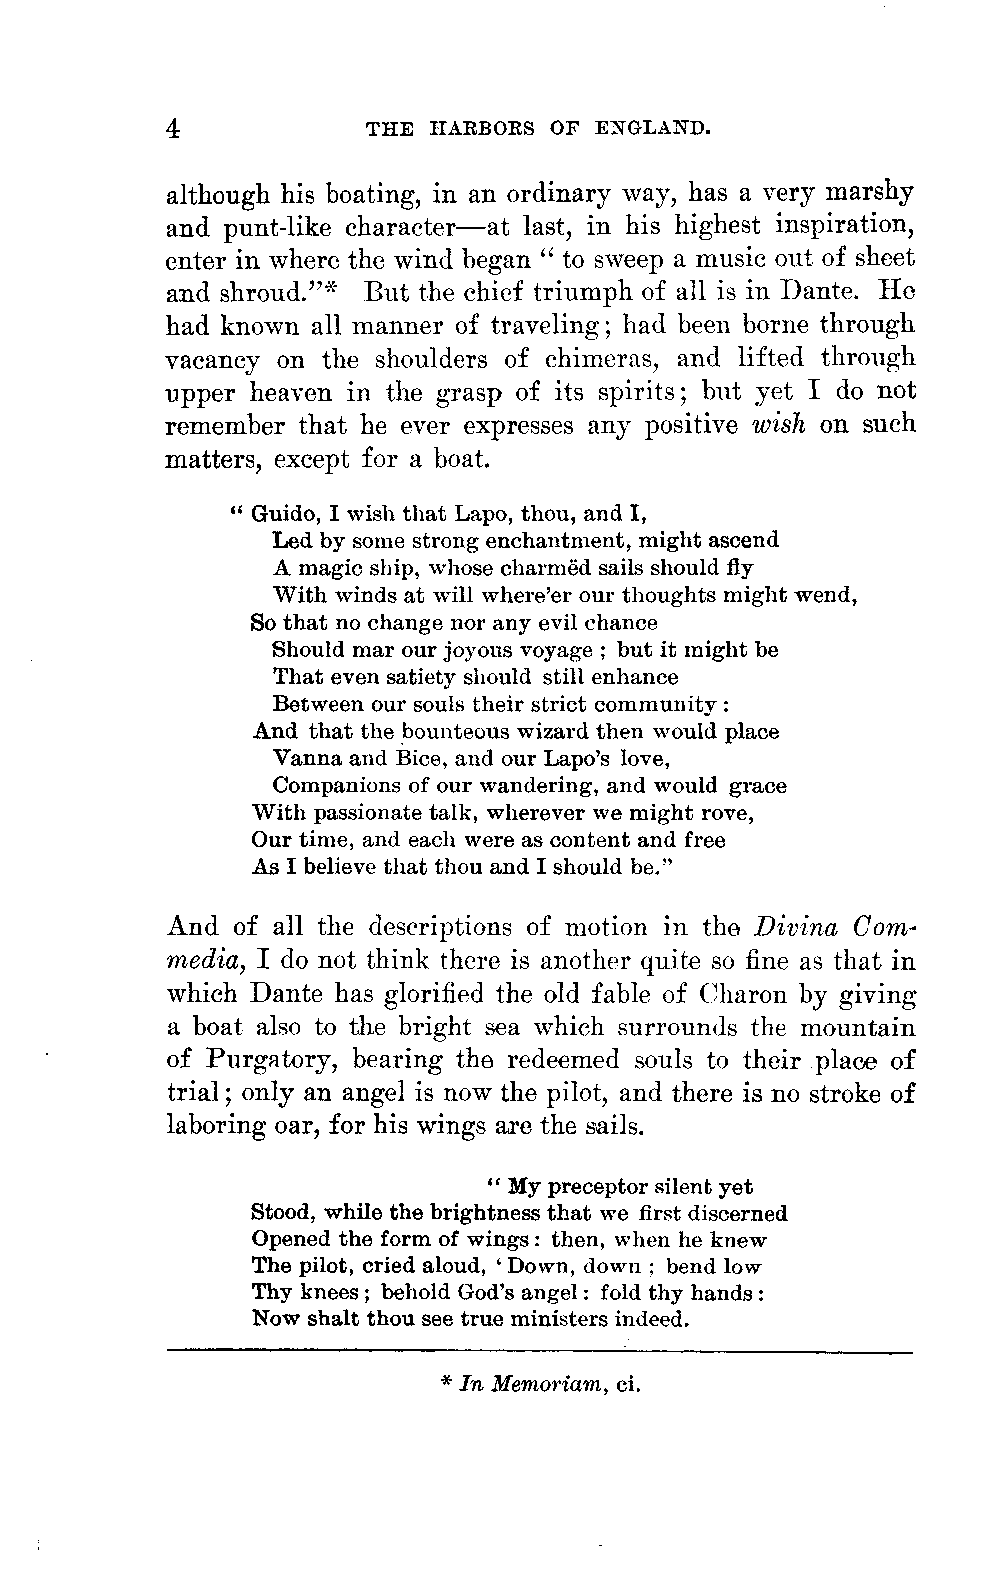 4 THE HARBORS OF ENGLAND.
although his boating, in an ordinary way, has a very marshy
and punt-like character—at last, in his highest inspiration,
enter in where the wind began “ to sweep a music out of sheet
and shroud.”* But the chief triumph of all is in Dante. He
had known all manner of traveling; had been borne through
vacancy on the shoulders of chimeras, and lifted through
upper heaven in the grasp of its spirits; but yet I do not
remember that he ever expresses any positive wish on such
matters, except for a boat.
“ Guido, I wish that Lapo, thou, and I,
Led by some strong enchantment, might ascend
A magic ship, whose charmëd sails should fly
With winds at will where’er our thoughts might wend,
So that no change nor any evil chance
Should mar our joyous voyage ; but it might be
That even satiety should still enhance
Between our souls their strict community :
And that the bounteous wizard then would place
Vanna and Bice, and our Lapo’s love,
Companions of our wandering, and would grace
With passionate talk, wherever we might rove,
Our time, and each were as content and free
As I believe that thou and I should be.”
And of all the descriptions of motion in the Divina Com-
media, I do not think there is another quite so fine as that in
which Dante has glorified the old fable of Charon by giving
a boat also to the bright sea which surrounds the mountain
of Purgatory, bearing the redeemed souls to their place of
trial; only an angel is now the pilot, and there is no stroke of
laboring oar, for his wings are the sails.
“ My preceptor silent yet
Stood, while the brightness that we first discerned
Opened the form of wings : then, when he knew
The pilot, cried aloud, ‘ Down, down ; bend low
Thy knees ; behold God’s angel : fold thy hands :
Now shalt thou see true ministers indeed.
* In Memoriam, ci.